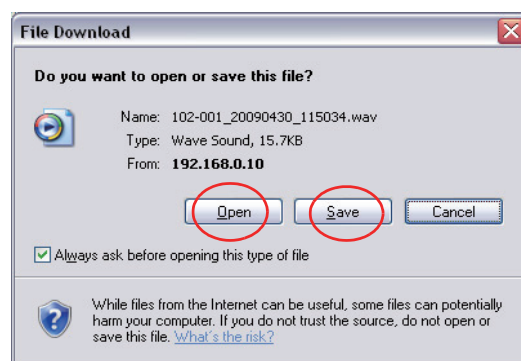 File Download
Do you want to open or save this file?
Name: 102-001_20090430_115034.wav
Type: Wave Sound, 15.7KB
From: 192.168.0.10
Open Save Cancel
Always ask before opening this type of file
While files from the Internet can be useful, some files can potentially
harm your computer. If you do not trust the source, do not open or
save this file. What's the risk?